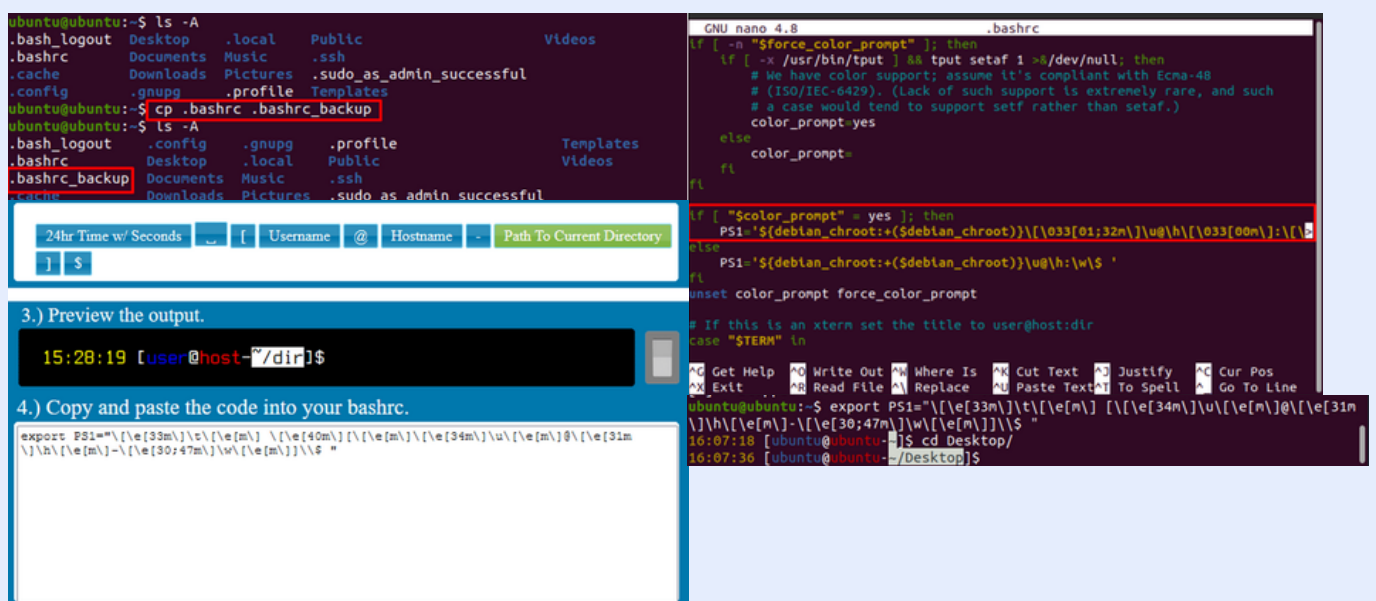 ubuntu@ubuntu:~$ ls -A
.bash_logout Desktop .local Public Videos
.bashrc Documents Music .ssh
.cache Downloads Pictures .sudo_as_admin_successful
.config .gnupg .profile Templates
ubuntu@ubuntu:~$ cp .bashrc .bashrc_backup
ubuntu@ubuntu:~$ ls -A
.bash_logout .config .gnupg .profile Templates
.bashrc Desktop .local Public Videos
.bashrc_backup Documents Music .ssh
.cache Downloads Pictures .sudo_as_admin_successful
24hr Time w/ Seconds _ [ Username @ Hostname - Path To Current Directory
] $
3.) Preview the output.
15:28:19 [user@host-~/dir]$
4.) Copy and paste the code into your bashrc.
export PS1="\[\e[33m\]\t\[\e[m\] \[\e[40m\][\[\e[m\]\[\e[34m\]\u\[\e[m\]@\[\e[31m
\]\h\[\e[m\]-\[\e[30;47m\]\w\[\e[m\]]\\$ "
GNU nano 4.8 .bashrc
if [ -n "$force_color_prompt" ]; then
if [ -x /usr/bin/tput ] && tput setaf 1 >&/dev/null; then
# We have color support; assume it's compliant with Ecma-48
# (ISO/IEC-6429). (Lack of such support is extremely rare, and such
# a case would tend to support setf rather than setaf.)
color_prompt=yes
else
color_prompt=
fi
fi
if [ "$color_prompt" = yes ]; then
PS1='${debian_chroot:+($debian_chroot)}\[\033[01;32m\]\u@\h\[\033[00m\]:\[\>
else
PS1='${debian_chroot:+($debian_chroot)}\u@\h:\w\$ '
fi
unset color_prompt force_color_prompt
# If this is an xterm set the title to user@host:dir
case "$TERM" in
^G Get Help ^O Write Out ^W Where Is ^K Cut Text ^J Justify ^C Cur Pos
^X Exit ^R Read File ^\ Replace ^U Paste Text ^T To Spell ^_ Go To Line
ubuntu@ubuntu:~$ export PS1="\[\e[33m\]\t\[\e[m\] [\[\e[34m\]\u\[\e[m\]@\[\e[31m
\]\h\[\e[m\]-\[\e[30;47m\]\w\[\e[m\]]\\$ "
16:07:18 [ubuntu@ubuntu-~]$ cd Desktop/
16:07:36 [ubuntu@ubuntu-~/Desktop]$